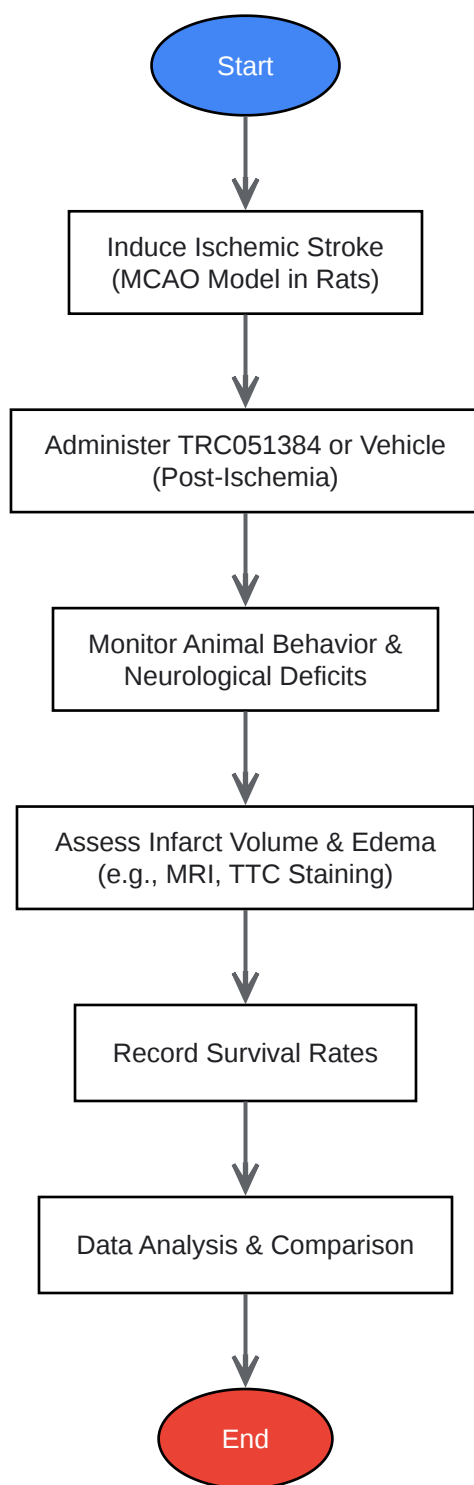 Start
Induce Ischemic Stroke
(MCAO Model in Rats)
Administer TRC051384 or Vehicle
(Post-Ischemia)
Monitor Animal Behavior &
Neurological Deficits
Assess Infarct Volume & Edema
(e.g., MRI, TTC Staining)
Record Survival Rates
Data Analysis & Comparison
End